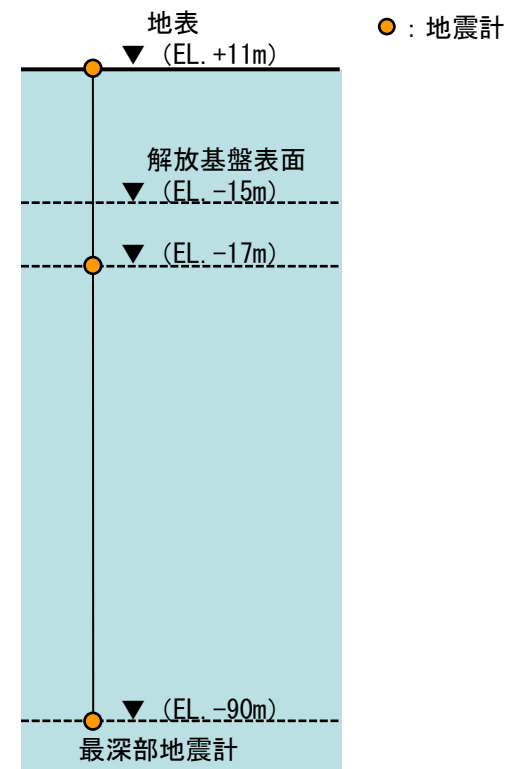 地表
▼ (EL.+11m)
：地震計
解放基盤表面
▼ (EL.-15m)
▼ (EL.-17m)
▼ (EL.-90m)
最深部地震計